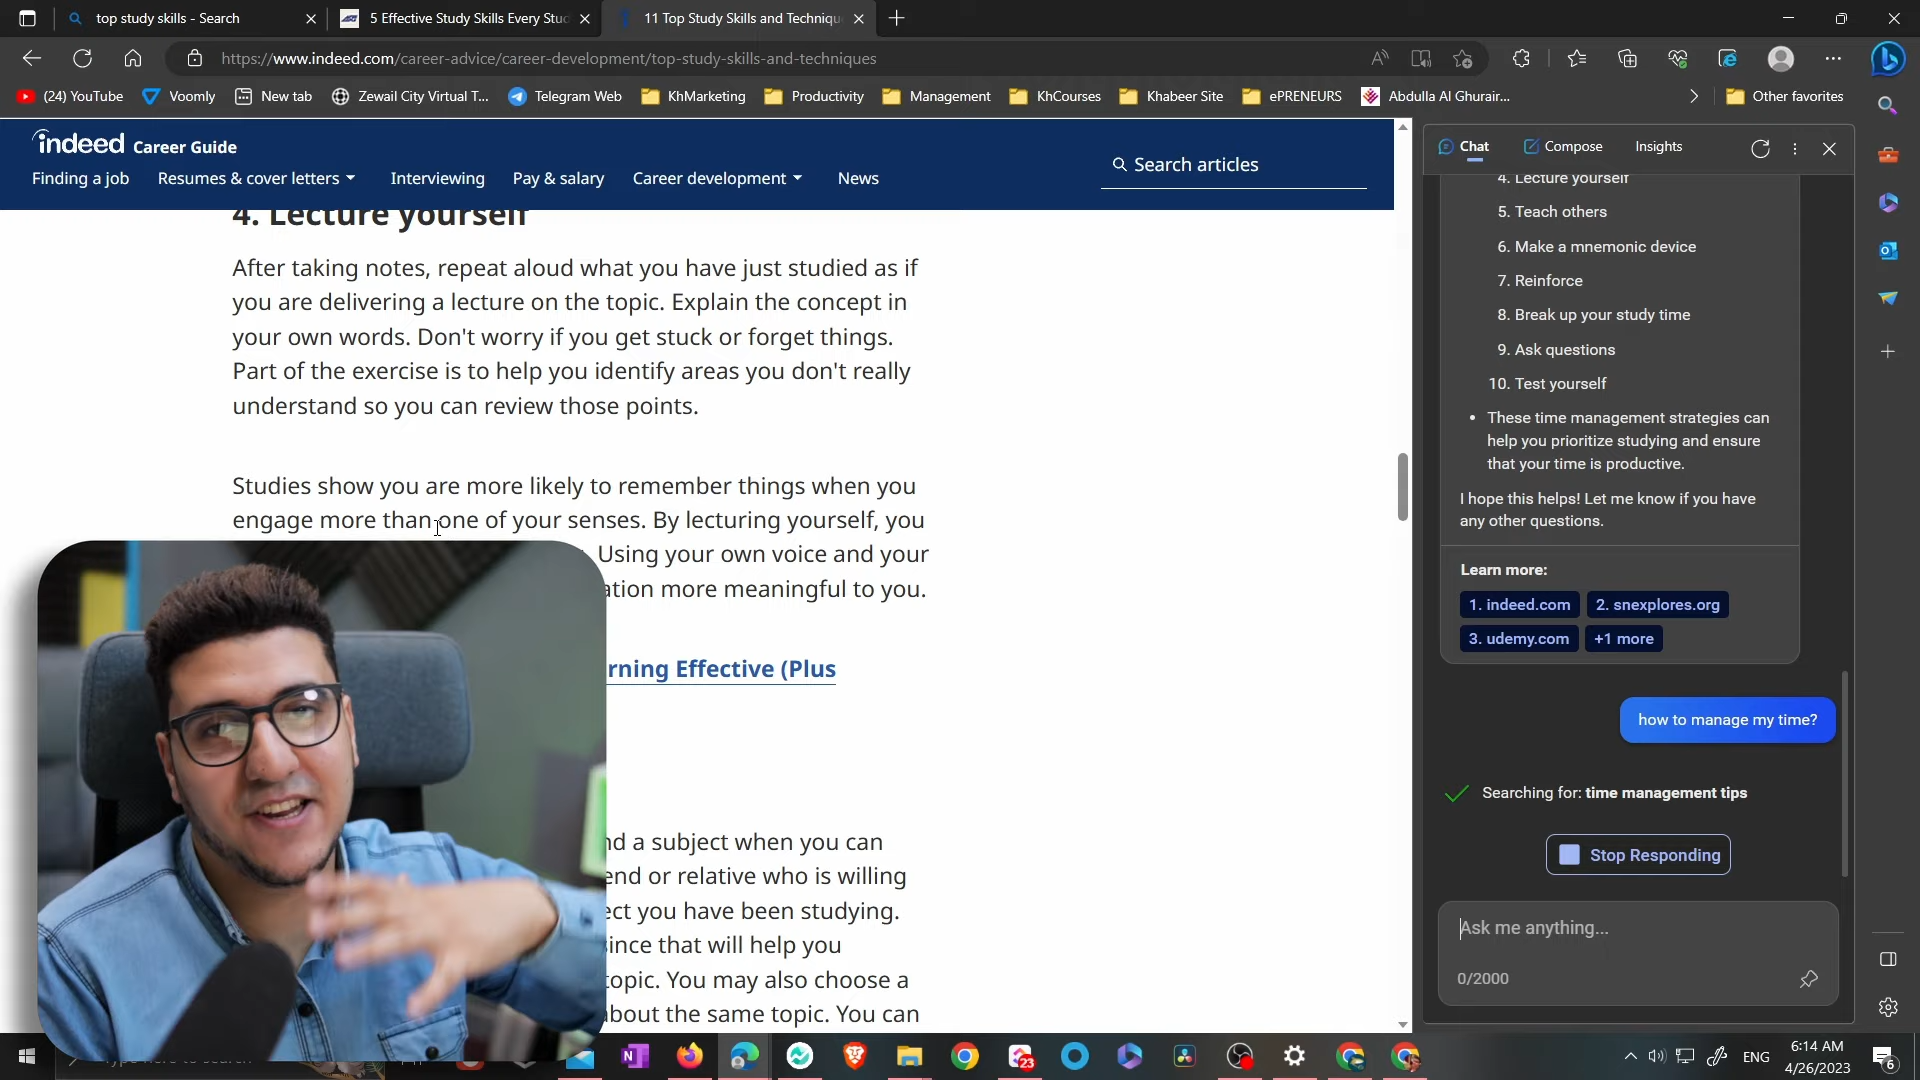 top study skills - Search
5 Effective Study Skills Every Stud
11 Top Study Skills and Techniqu
https://www.indeed.com/career-advice/career-development/top-study-skills-and-techniques
(24) YouTube
Voomly
New tab
Zewail City Virtual T...
Telegram Web
KhMarketing
Productivity
Management
KhCourses
Khabeer Site
ePRENEURS
Abdulla Al Ghurair...
Other favorites
indeed Career Guide
Finding a job
Resumes & cover letters
Interviewing
Pay & salary
Career development
News
Search articles
4. Lecture yourself
After taking notes, repeat aloud what you have just studied as if
you are delivering a lecture on the topic. Explain the concept in
your own words. Don't worry if you get stuck or forget things.
Part of the exercise is to help you identify areas you don't really
understand so you can review those points.
Studies show you are more likely to remember things when you
engage more than one of your senses. By lecturing yourself, you
. Using your own voice and your
ation more meaningful to you.
rning Effective (Plus
nd a subject when you can
end or relative who is willing
ect you have been studying.
since that will help you
topic. You may also choose a
about the same topic. You can
Chat
Compose
Insights
4. Lecture yourself
5. Teach others
6. Make a mnemonic device
7. Reinforce
8. Break up your study time
9. Ask questions
10. Test yourself
• These time management strategies can
help you prioritize studying and ensure
that your time is productive.
I hope this helps! Let me know if you have
any other questions.
Learn more:
1. indeed.com
2. snexplores.org
3. udemy.com
+1 more
how to manage my time?
Searching for: time management tips
Stop Responding
Ask me anything...
0/2000
Type here to search
23
ENG
6:14 AM
4/26/2023
6